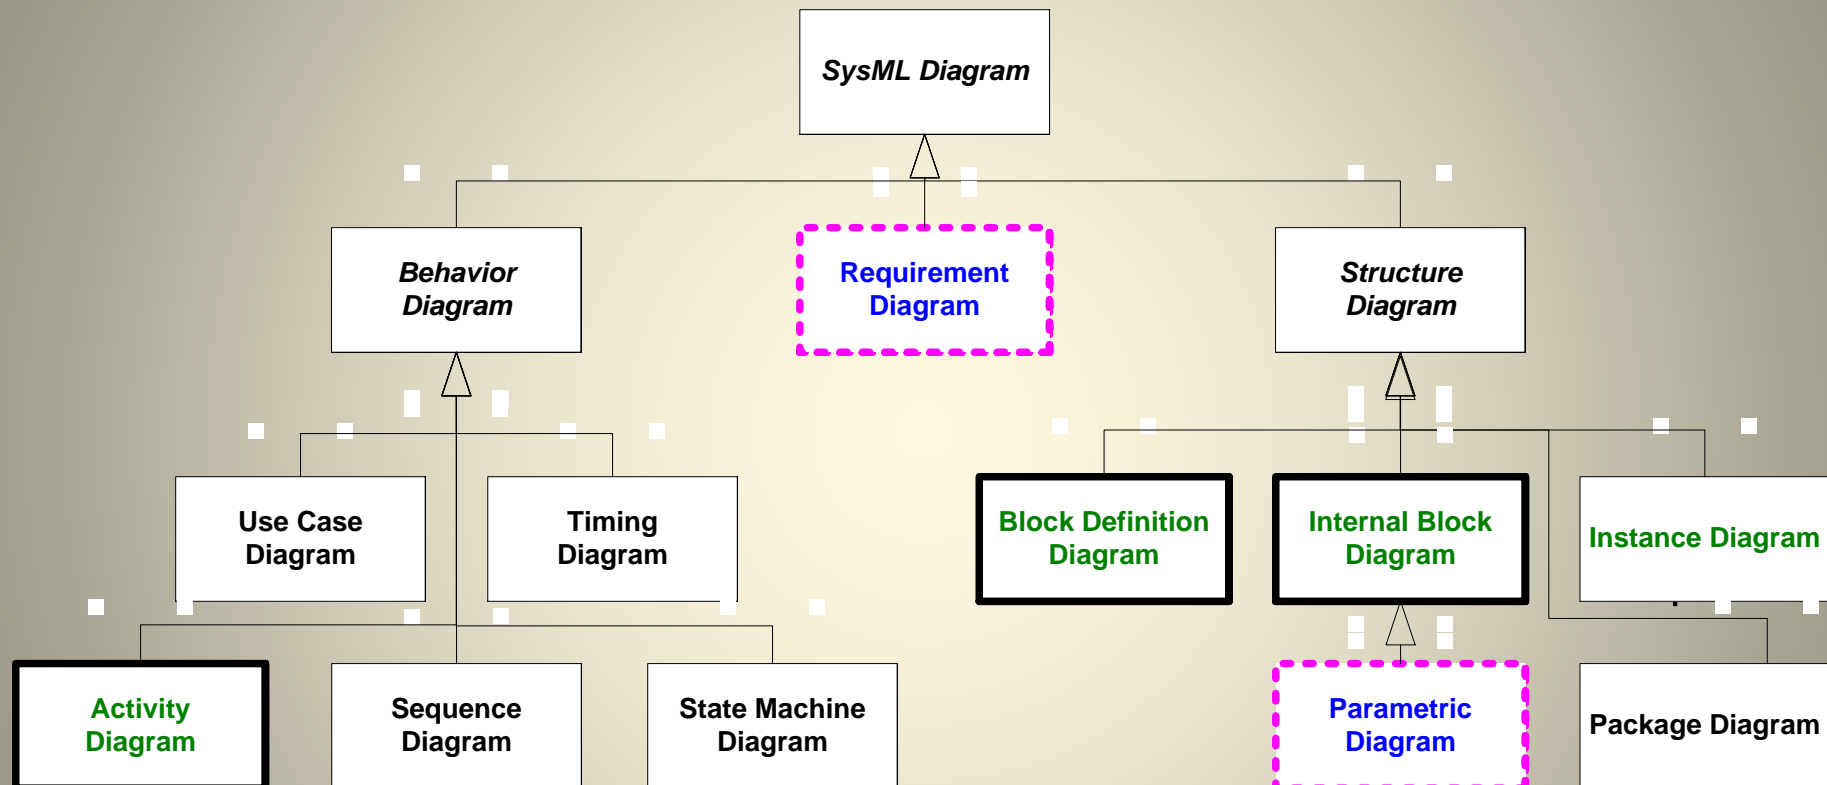 SysML Diagram
Behavior
Diagram
Requirement
Diagram
Structure
Diagram
Use Case
Diagram
Timing
Diagram
Block Definition
Diagram
Internal Block
Diagram
Instance Diagram
Activity
Diagram
Sequence
Diagram
State Machine
Diagram
Parametric
Diagram
Package Diagram